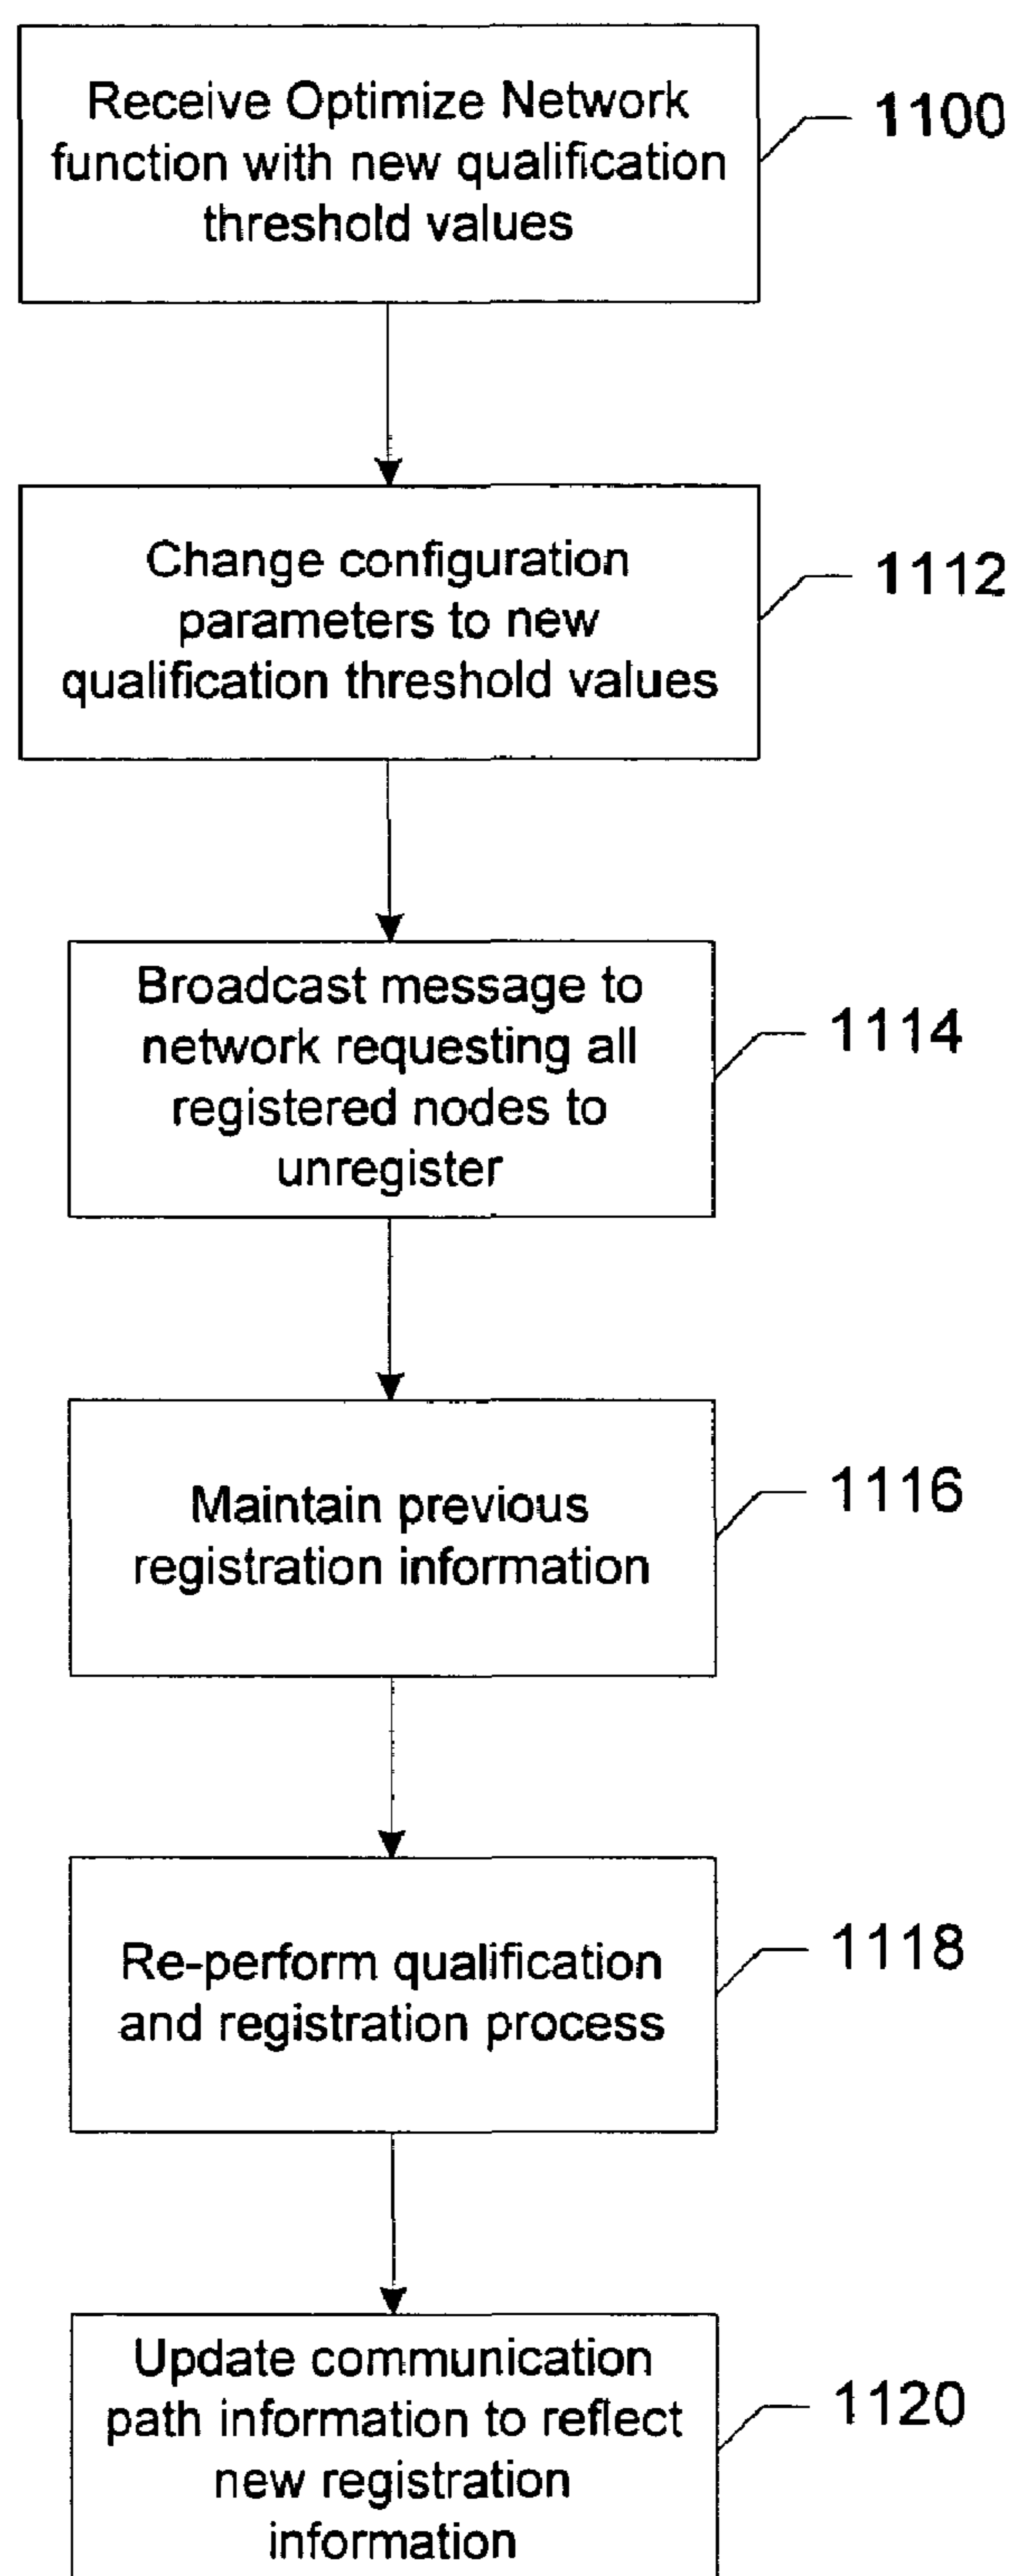 Receive Optimize Network
function with new qualification
threshold values
1100
Change configuration
parameters to new
qualification threshold values
1112
Broadcast message to
network requesting all
registered nodes to
unregister
1114
Maintain previous
registration information
1116
Re-perform qualification
and registration process
1118
Update communication
path information to reflect
new registration
information
1120